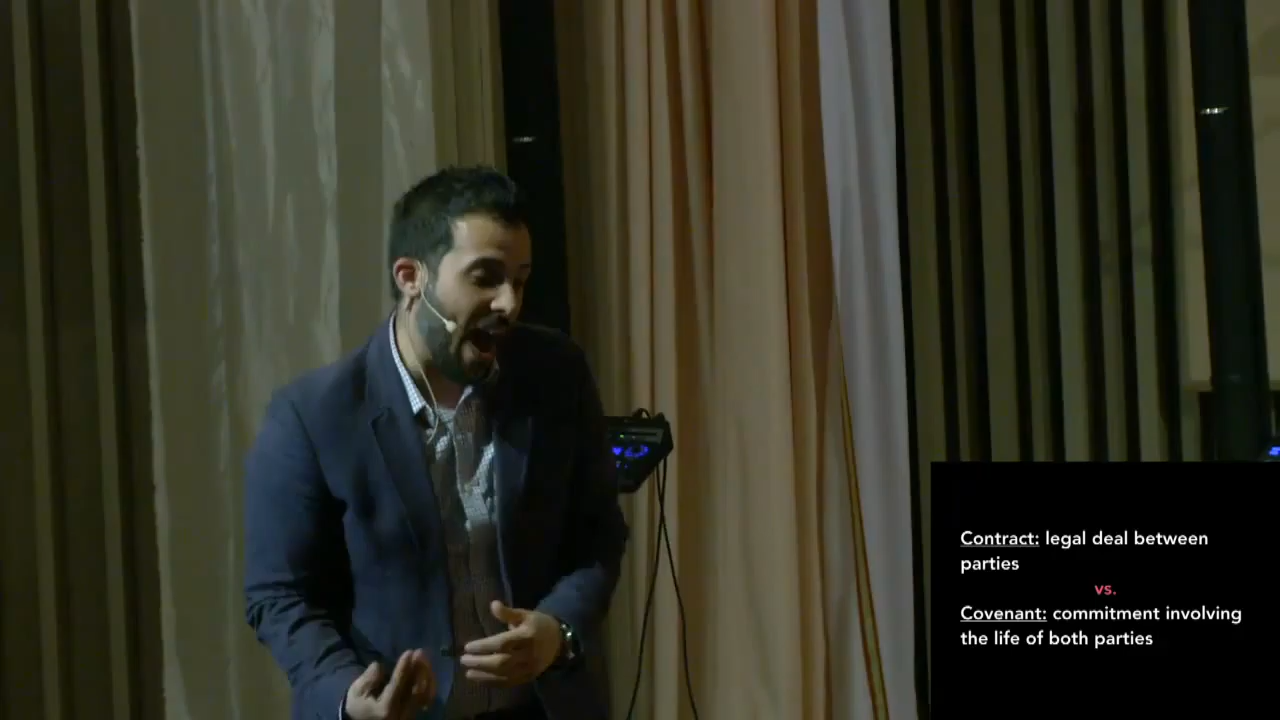 Contract: legal deal between
parties
vs.
Covenant: commitment involving
the life of both parties